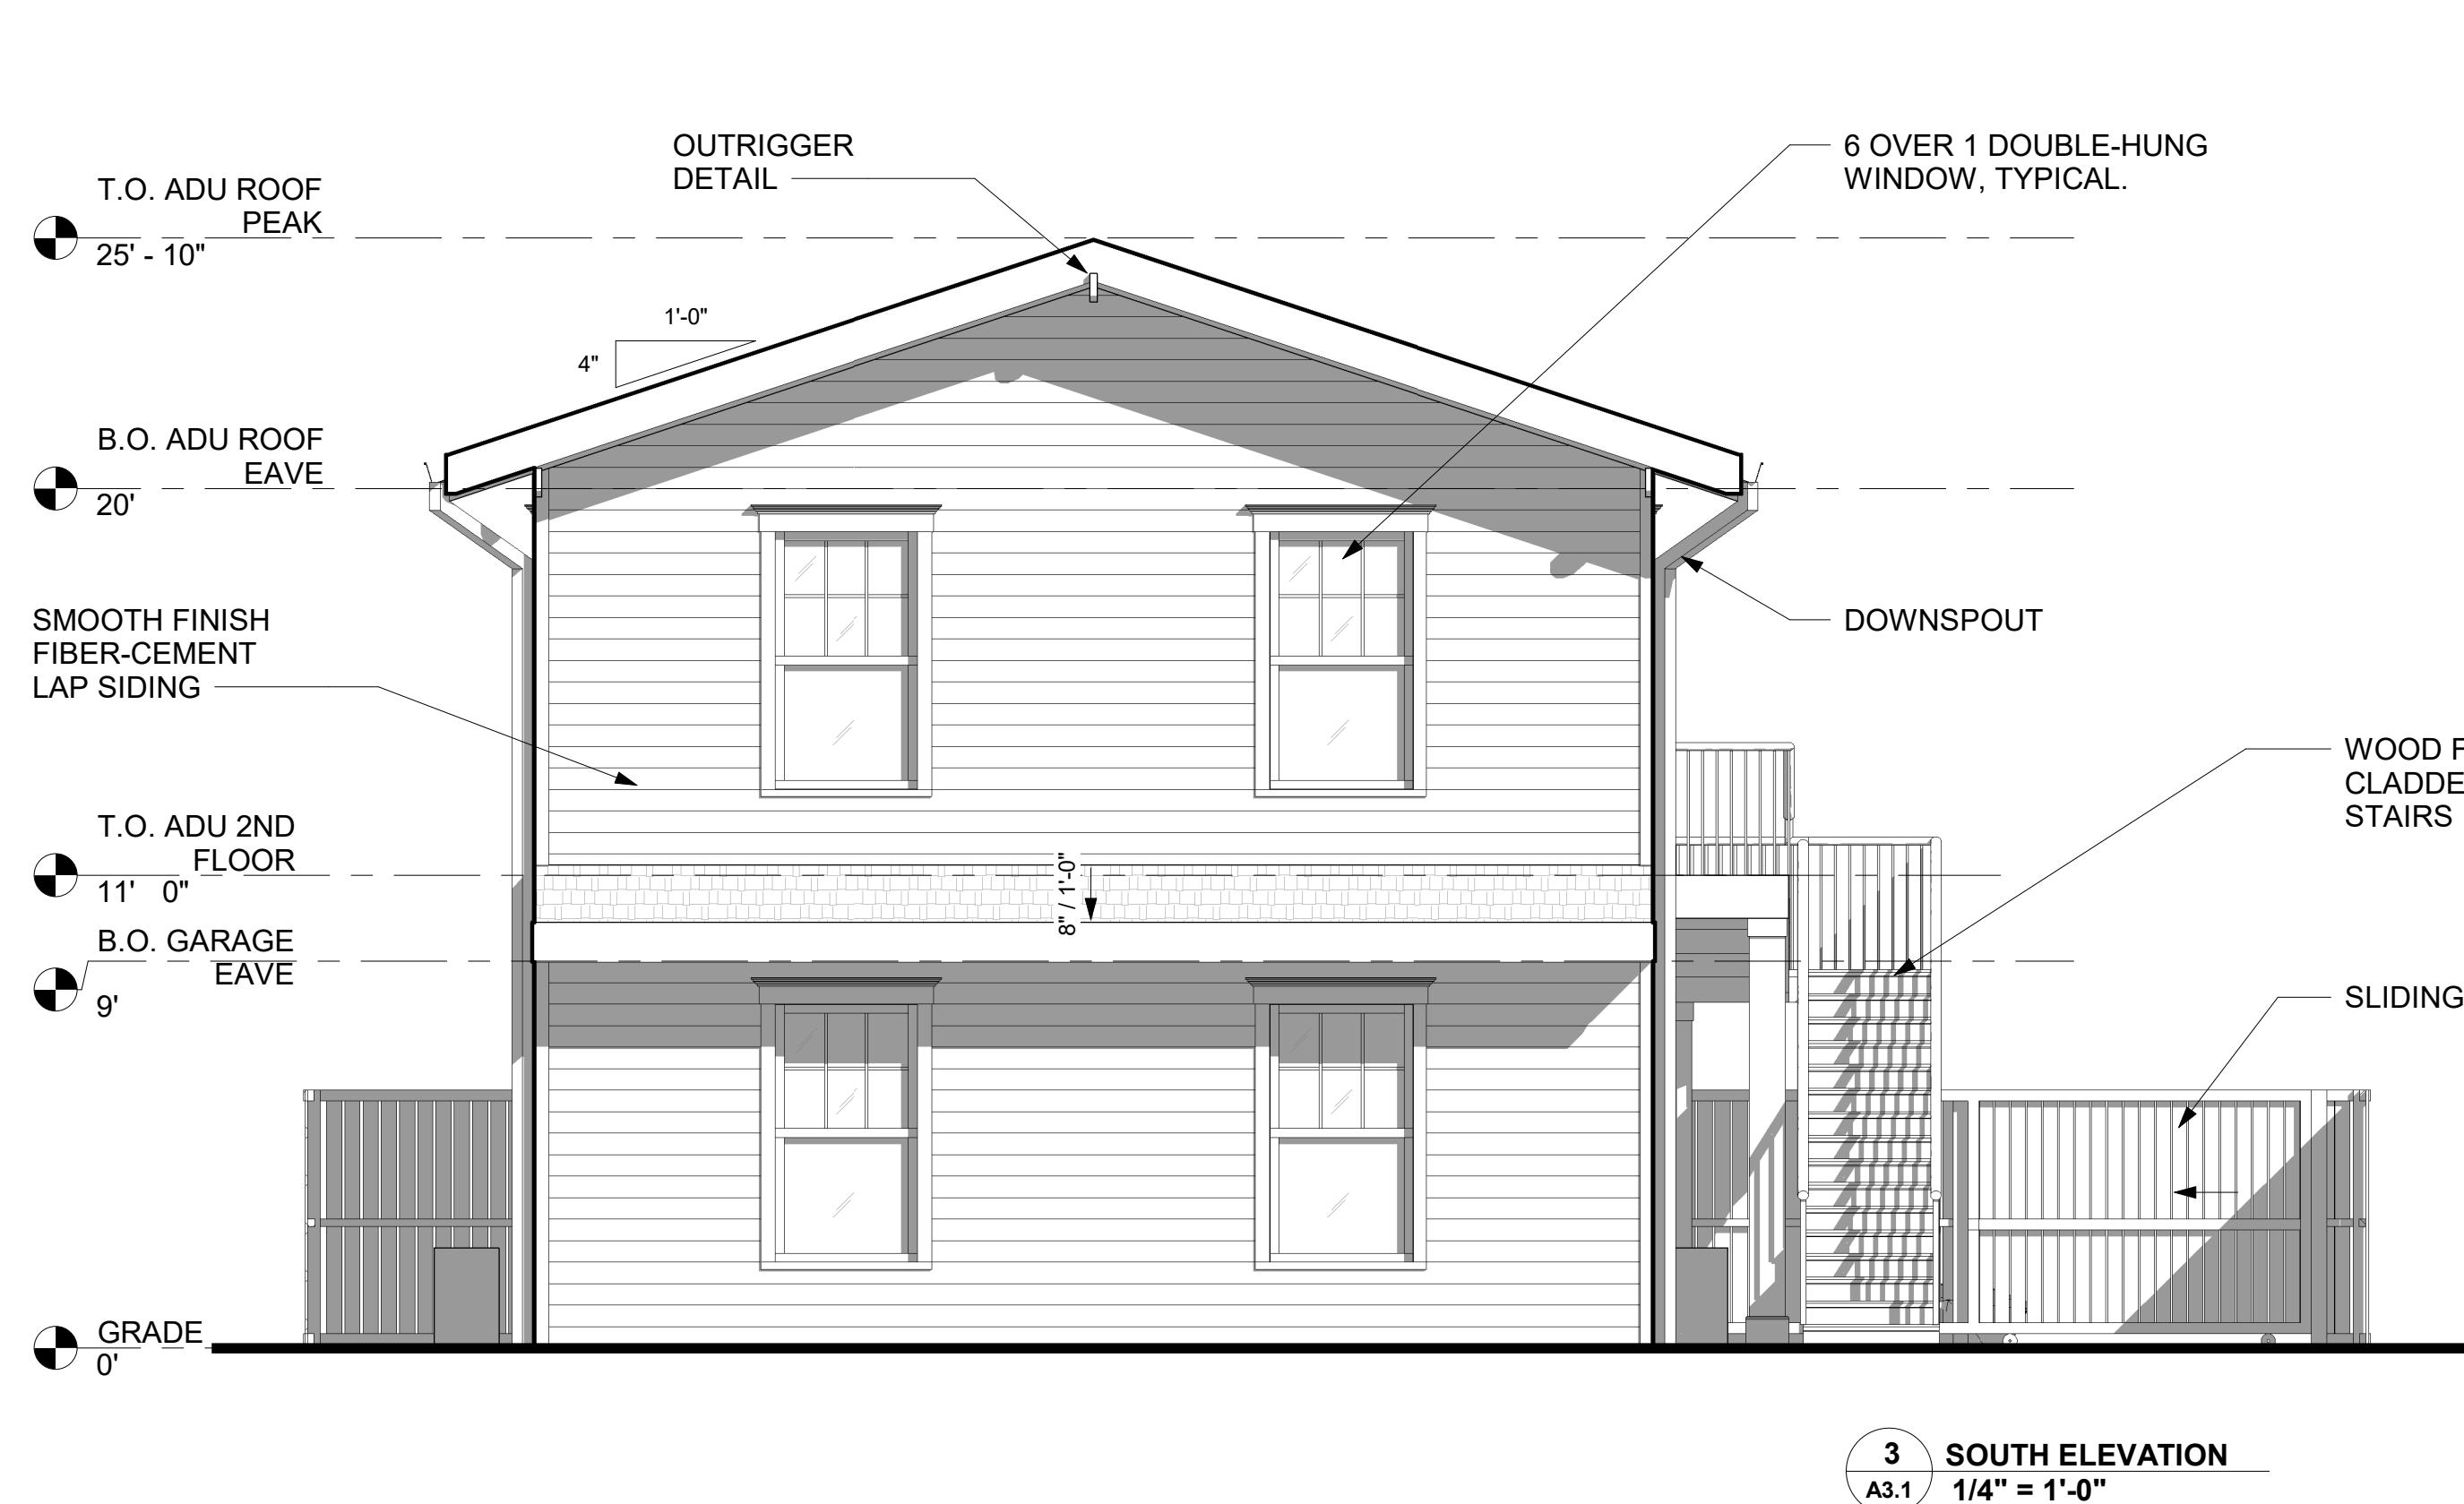 OUTRIGGER
DETAIL
6 OVER 1 DOUBLE-HUNG
WINDOW, TYPICAL.
T.O. ADU ROOF
PEAK
25' - 10"
1'-0"
4"
B.O. ADU ROOF
EAVE
20'
SMOOTH FINISH
FIBER-CEMENT
LAP SIDING
DOWNSPOUT
WOOD F
CLADDE
STAIRS
T.O. ADU 2ND
FLOOR
11' 0"
8" / 1'-0"
B.O. GARAGE
EAVE
9'
SLIDING
GRADE
0'
3
A3.1
SOUTH ELEVATION
1/4" = 1'-0"